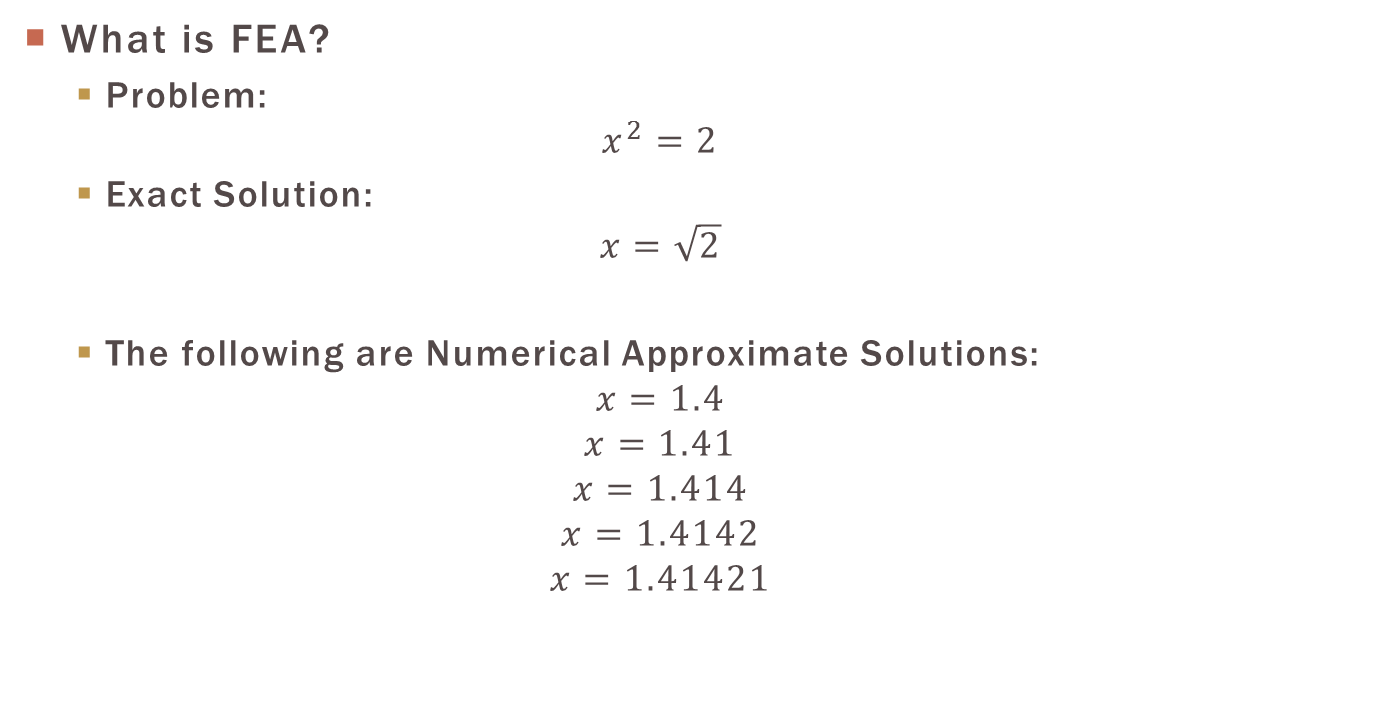 What is FEA?
Problem:
x² = 2
Exact Solution:
x = √2
The following are Numerical Approximate Solutions:
x = 1.4
x = 1.41
x = 1.414
x = 1.4142
x = 1.41421